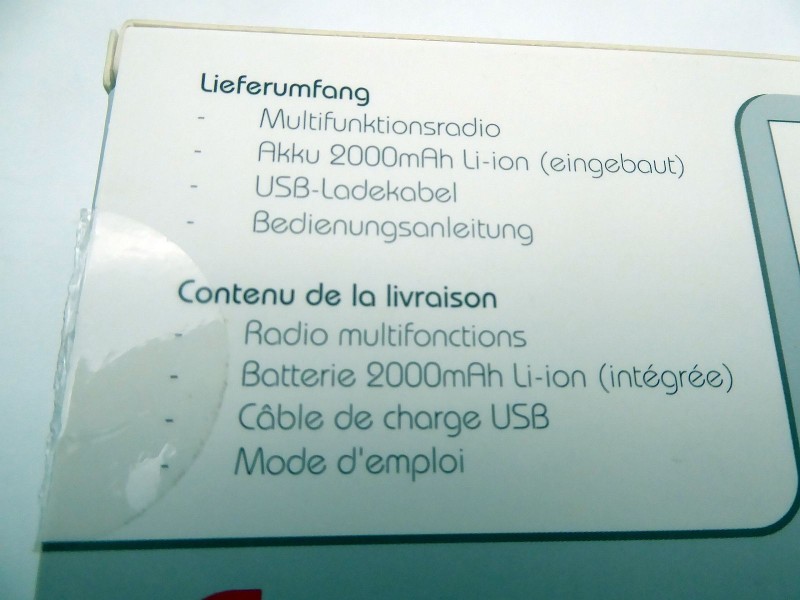 Lieferumfang
- Multifunktionsradio
- Akku 2000mAh Li-ion (eingebaut)
- USB-Ladekabel
- Bedienungsanleitung
Contenu de la livraison
- Radio multifonctions
- Batterie 2000mAh Li-ion (intégrée)
- Câble de charge USB
- Mode d'emploi